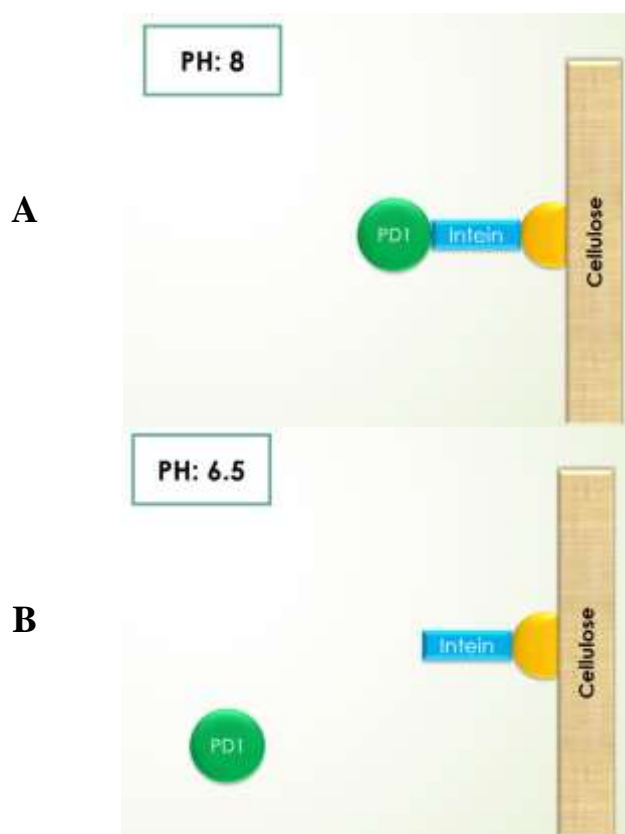 PH: 8
A
PD1 Intein
Cellulose
PH: 6.5
B
Intein
Cellulose
PD1